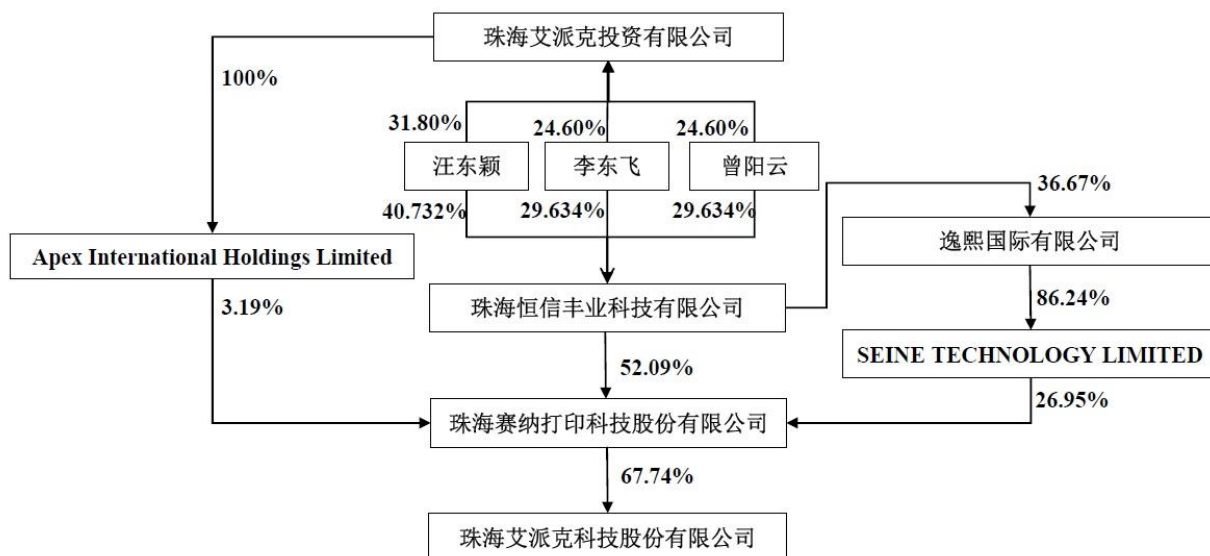 珠海艾派克投资有限公司
100%
31.80%
24.60%
24.60%
汪东颖
李东飞
曾阳云
36.67%
40.732%
29.634%
29.634%
Apex International Holdings Limited
逸熙国际有限公司
3.19%
珠海恒信丰业科技有限公司
86.24%
SEINE TECHNOLOGY LIMITED
52.09%
26.95%
珠海赛纳打印科技股份有限公司
67.74%
珠海艾派克科技股份有限公司